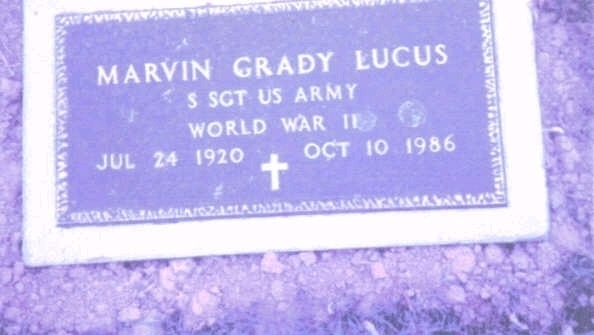 MARVIN GRADY LUCUS
S SGT US ARMY
WORLD WAR II
JUL 24 1920 OCT 10 1986